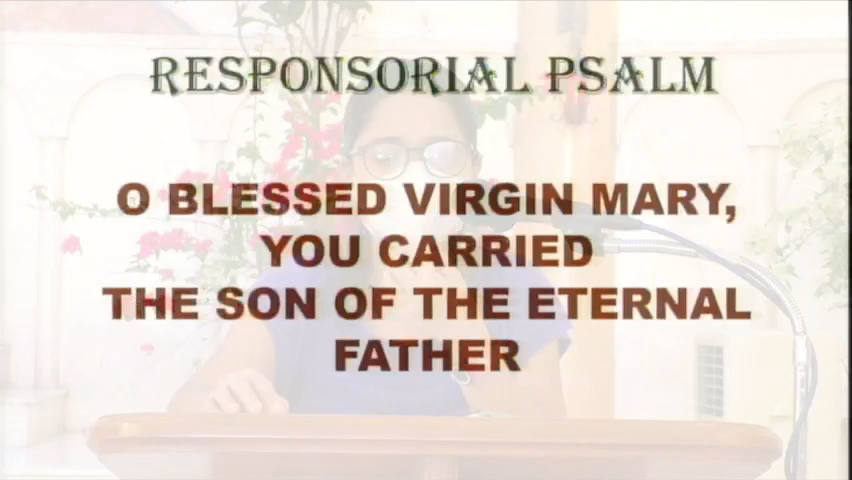 RESPONSORIAL PSALM
O BLESSED VIRGIN MARY,
YOU CARRIED
THE SON OF THE ETERNAL
FATHER